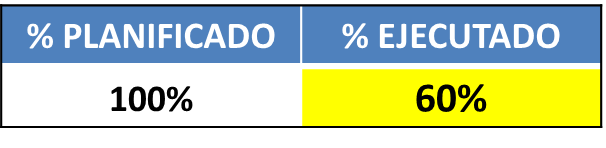 % PLANIFICADO % EJECUTADO
100% 60%